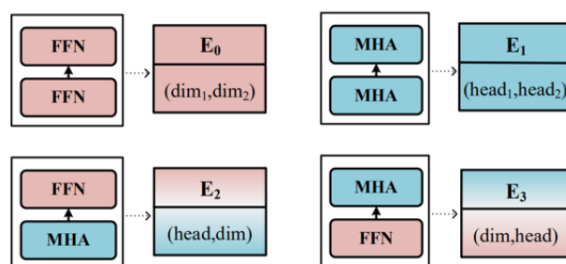 FFN
FFN
E₀
(dim₁,dim₂)
MHA
MHA
E₁
(head₁,head₂)
FFN
MHA
E₂
(head,dim)
MHA
FFN
E₃
(dim,head)